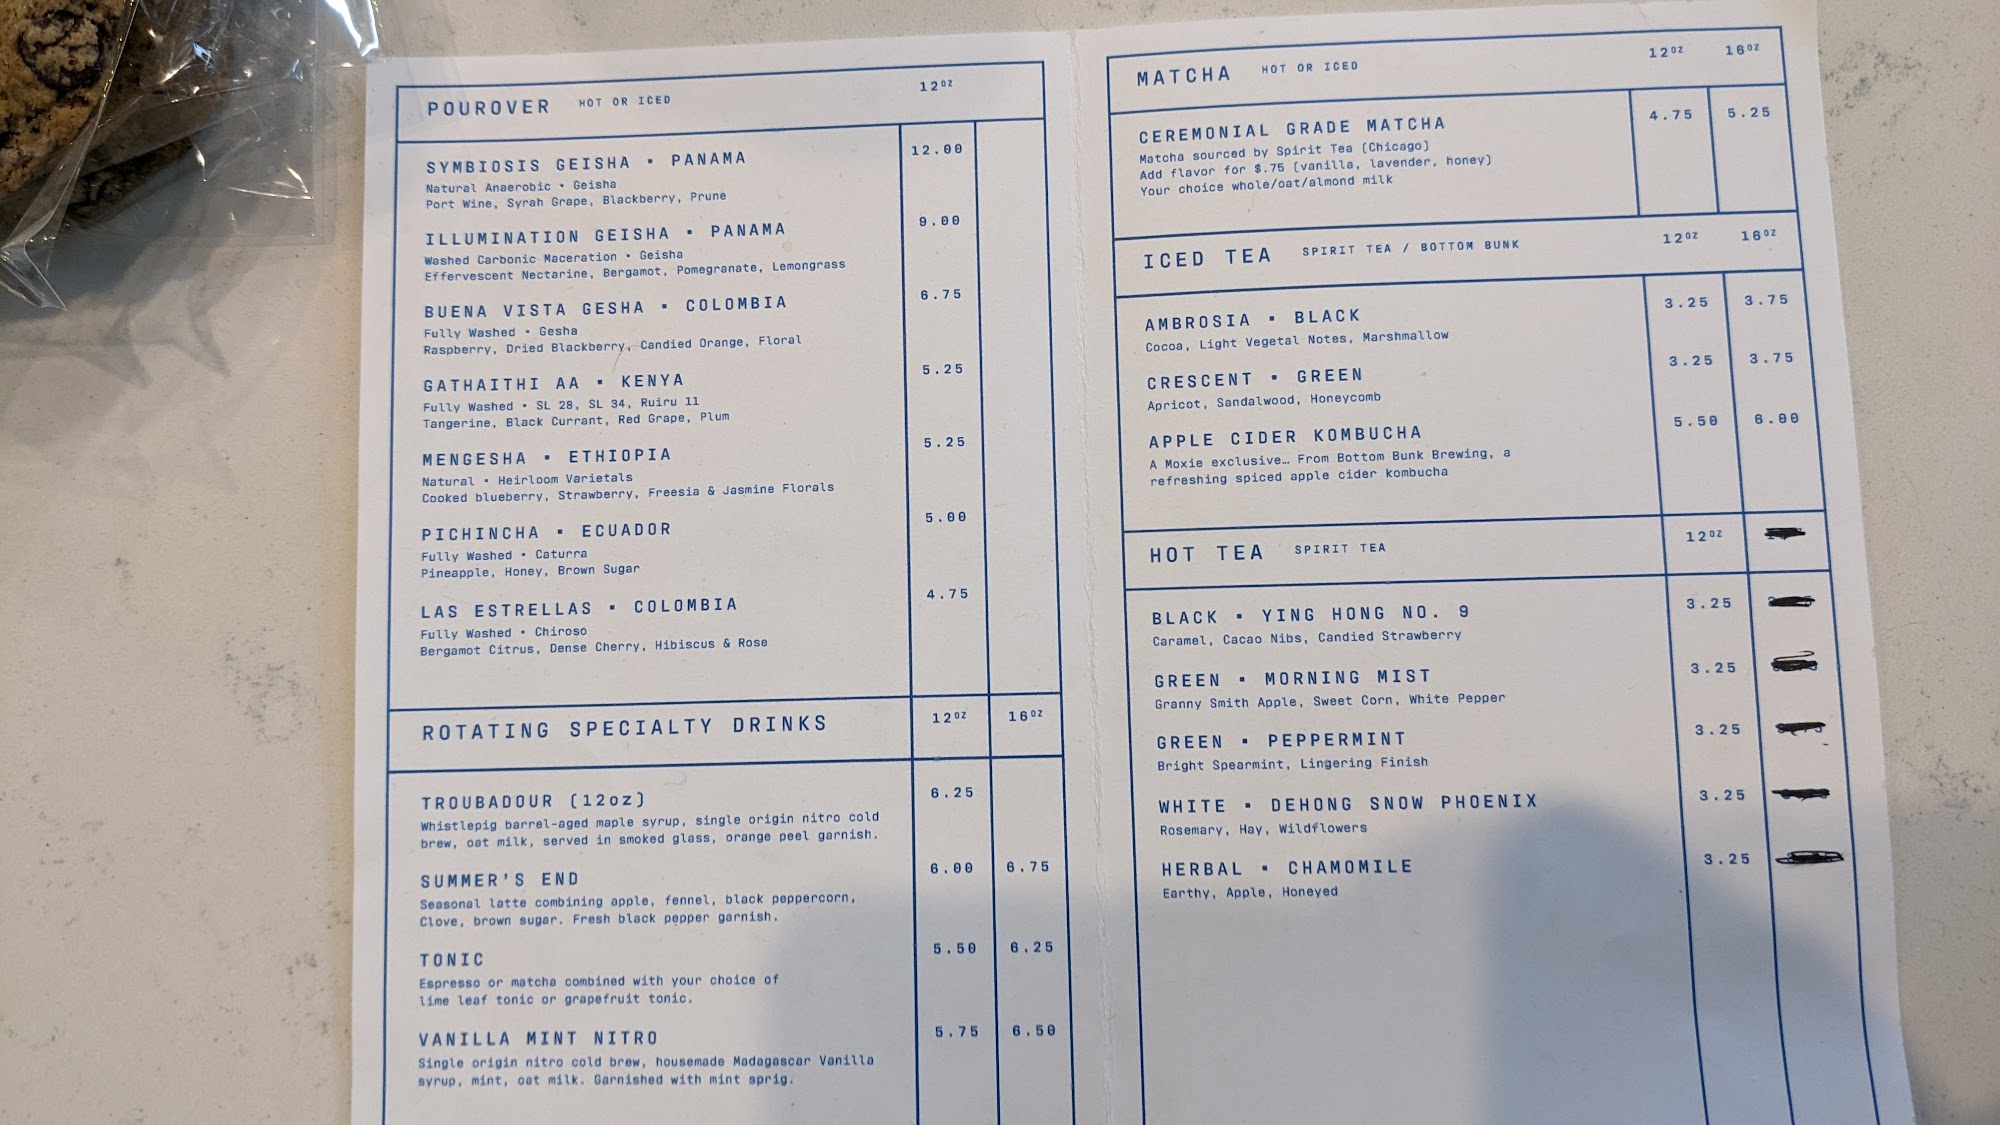 POUROVER HOT OR ICED 12oz
SYMBIOSIS GEISHA ▪ PANAMA 12.00
Natural Anaerobic • Geisha
Port Wine, Syrah Grape, Blackberry, Prune
ILLUMINATION GEISHA ▪ PANAMA 9.00
Washed Carbonic Maceration • Geisha
Effervescent Nectarine, Bergamot, Pomegranate, Lemongrass
BUENA VISTA GESHA ▪ COLOMBIA 6.75
Fully Washed • Gesha
Raspberry, Dried Blackberry, Candied Orange, Floral
GATHAITHI AA ▪ KENYA 5.25
Fully Washed • SL 28, SL 34, Ruiru 11
Tangerine, Black Currant, Red Grape, Plum
MENGESHA ▪ ETHIOPIA 5.25
Natural • Heirloom Varietals
Cooked blueberry, Strawberry, Freesia & Jasmine Florals
PICHINCHA ▪ ECUADOR 5.00
Fully Washed • Caturra
Pineapple, Honey, Brown Sugar
LAS ESTRELLAS ▪ COLOMBIA 4.75
Fully Washed • Chiroso
Bergamot Citrus, Dense Cherry, Hibiscus & Rose
ROTATING SPECIALTY DRINKS 12oz 16oz
TROUBADOUR (12oz) 6.25
Whistlepig barrel-aged maple syrup, single origin nitro cold
brew, oat milk, served in smoked glass, orange peel garnish.
SUMMER'S END 6.00 6.75
Seasonal latte combining apple, fennel, black peppercorn,
Clove, brown sugar. Fresh black pepper garnish.
TONIC 5.50 6.25
Espresso or matcha combined with your choice of
lime leaf tonic or grapefruit tonic.
VANILLA MINT NITRO 5.75 6.50
Single origin nitro cold brew, housemade Madagascar Vanilla
syrup, mint, oat milk. Garnished with mint sprig.
MATCHA HOT OR ICED 12oz 16oz
CEREMONIAL GRADE MATCHA 4.75 5.25
Matcha sourced by Spirit Tea (Chicago)
Add flavor for $.75 (vanilla, lavender, honey)
Your choice whole/oat/almond milk
ICED TEA SPIRIT TEA / BOTTOM BUNK 12oz 16oz
AMBROSIA ▪ BLACK 3.25 3.75
Cocoa, Light Vegetal Notes, Marshmallow
CRESCENT ▪ GREEN 3.25 3.75
Apricot, Sandalwood, Honeycomb
APPLE CIDER KOMBUCHA 5.50 6.00
A Moxie exclusive… From Bottom Bunk Brewing, a
refreshing spiced apple cider kombucha
HOT TEA SPIRIT TEA 12oz
BLACK ▪ YING HONG NO. 9 3.25
Caramel, Cacao Nibs, Candied Strawberry
GREEN ▪ MORNING MIST 3.25
Granny Smith Apple, Sweet Corn, White Pepper
GREEN ▪ PEPPERMINT 3.25
Bright Spearmint, Lingering Finish
WHITE ▪ DEHONG SNOW PHOENIX 3.25
Rosemary, Hay, Wildflowers
HERBAL ▪ CHAMOMILE 3.25
Earthy, Apple, Honeyed